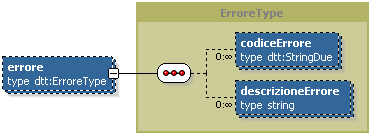 ErroreType
errore
type dtt:ErroreType
codiceErrore
type dtt:StringDue
0:∞
descrizioneErrore
type string
0:∞